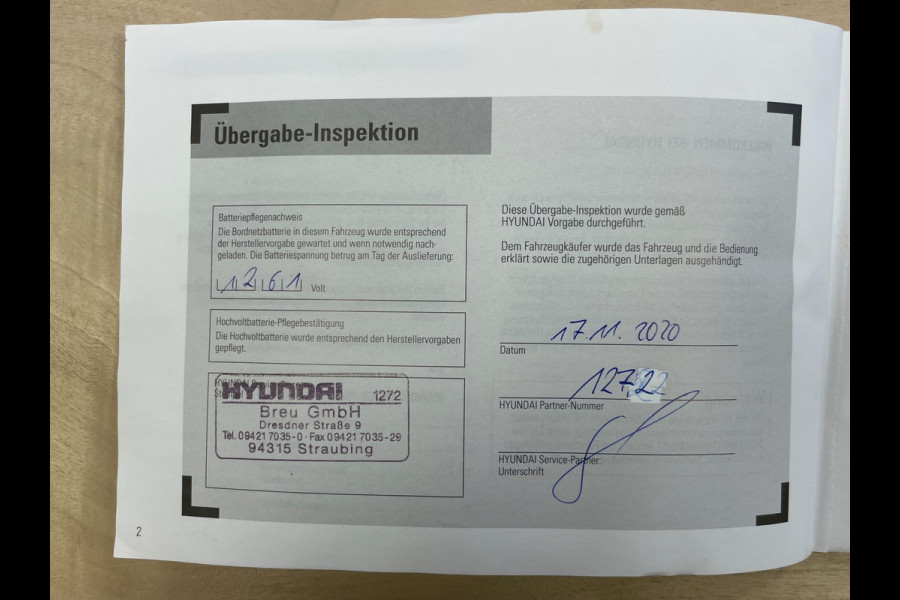 Übergabe-Inspektion
Batteriepflegenachweis
Die Bordnetzbatterie in diesem Fahrzeug wurde entsprechend
der Herstellervorgabe gewartet und wenn notwendig nach-
geladen. Die Batteriespannung betrug am Tag der Auslieferung:
12,61 Volt
Hochvoltbatterie-Pflegebestätigung
Die Hochvoltbatterie wurde entsprechend den Herstellervorgaben
gepflegt.
HYUNDAI 1272
Breu GmbH
Dresdner Straße 9
Tel. 09421 7035-0 · Fax 09421 7035-29
94315 Straubing
Diese Übergabe-Inspektion wurde gemäß
HYUNDAI Vorgabe durchgeführt.
Dem Fahrzeugkäufer wurde das Fahrzeug und die Bedienung
erklärt sowie die zugehörigen Unterlagen ausgehändigt.
17.11.2020
Datum
HYUNDAI Partner-Nummer
HYUNDAI Service-Partner:
Unterschrift
2